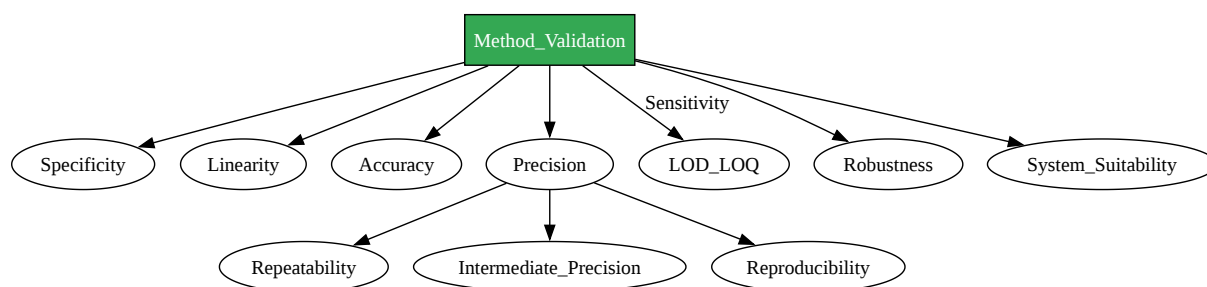 Method_Validation
Sensitivity
Specificity
Linearity
Accuracy
Precision
LOD_LOQ
Robustness
System_Suitability
Repeatability
Intermediate_Precision
Reproducibility